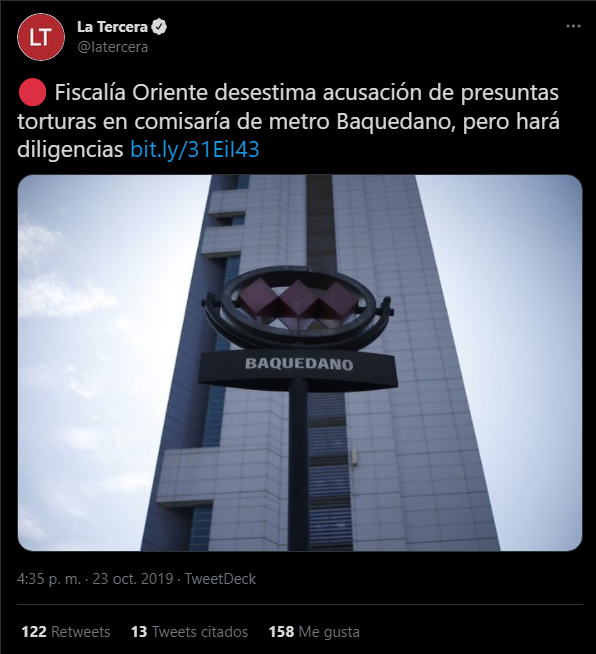 LT
La Tercera
@latercera
Fiscalía Oriente desestima acusación de presuntas
torturas en comisaría de metro Baquedano, pero hará
diligencias bit.ly/31EiI43
BAQUEDANO
4:35 p. m. · 23 oct. 2019 · TweetDeck
122 Retweets 13 Tweets citados 158 Me gusta